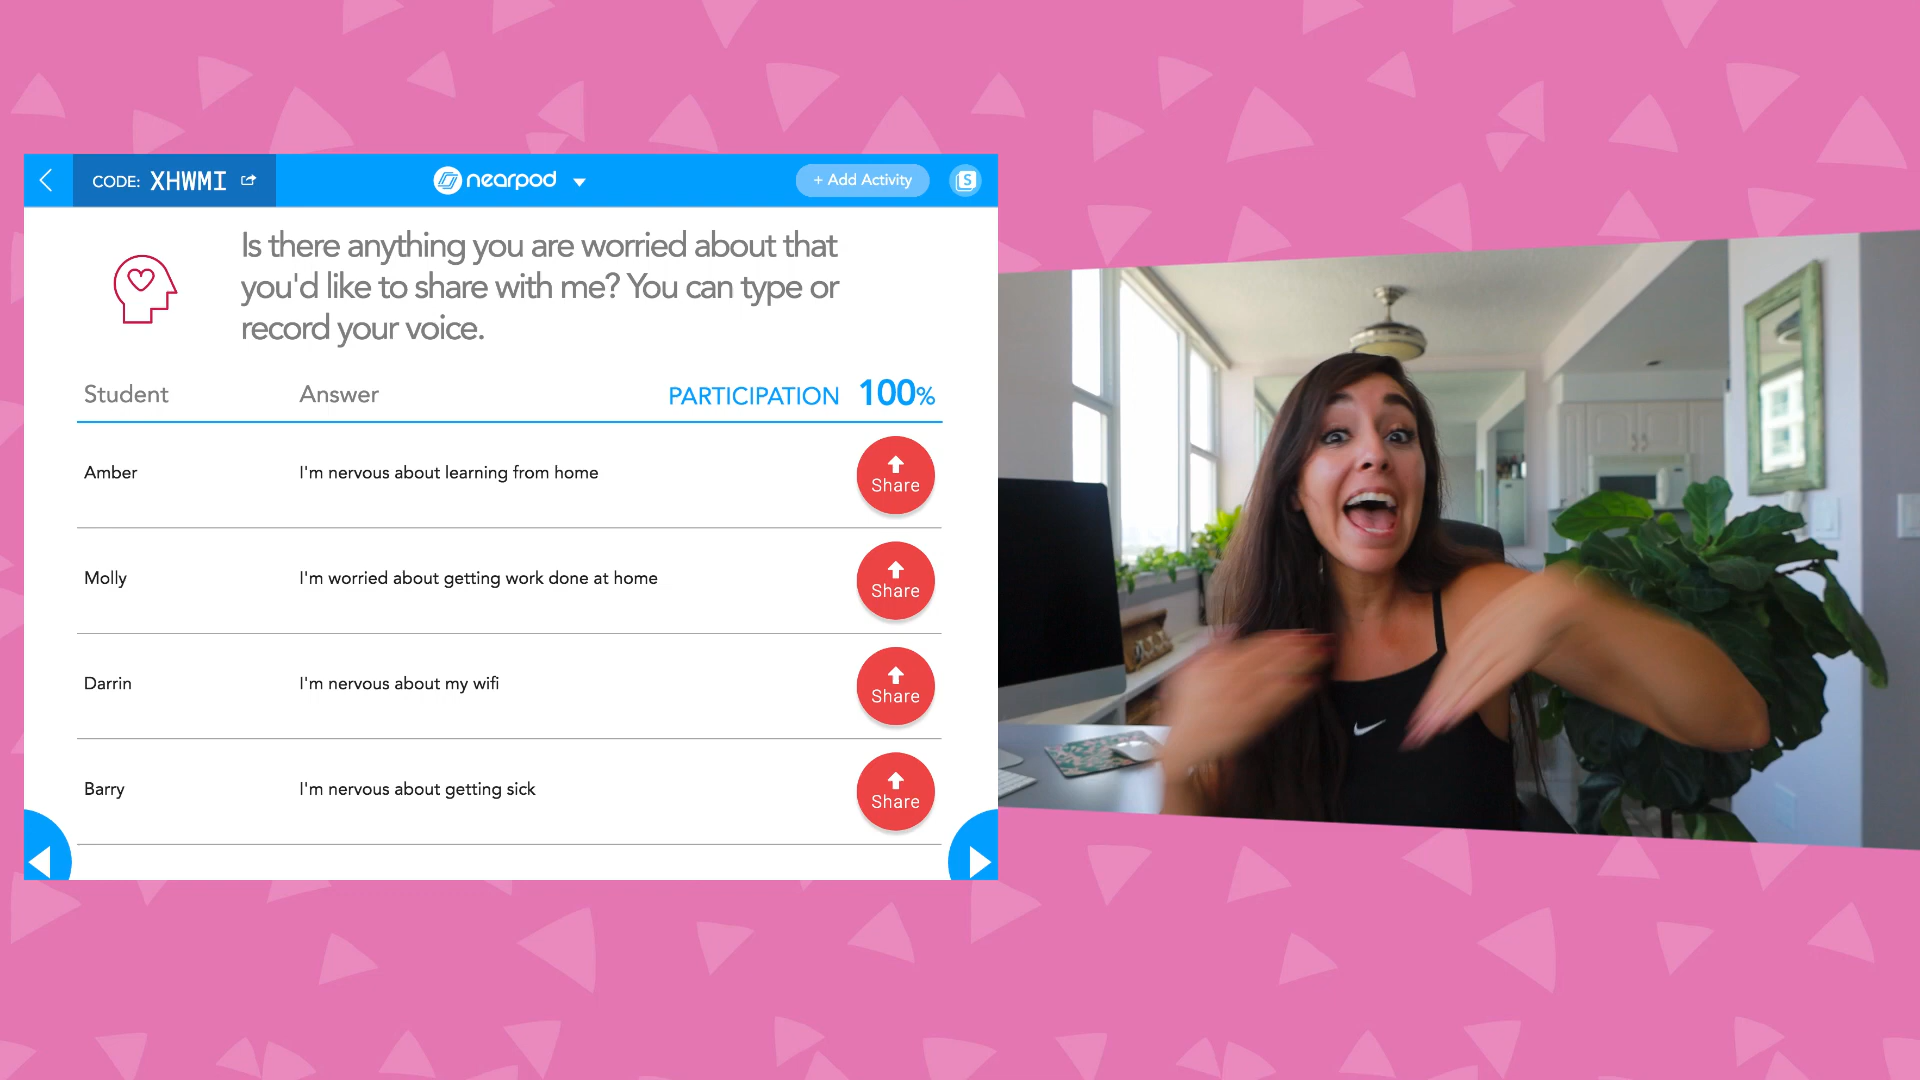 CODE: XHWMI
nearpod
+ Add Activity
S
Is there anything you are worried about that
you'd like to share with me? You can type or
record your voice.
Student Answer PARTICIPATION 100%
Amber I'm nervous about learning from home Share
Molly I'm worried about getting work done at home Share
Darrin I'm nervous about my wifi Share
Barry I'm nervous about getting sick Share